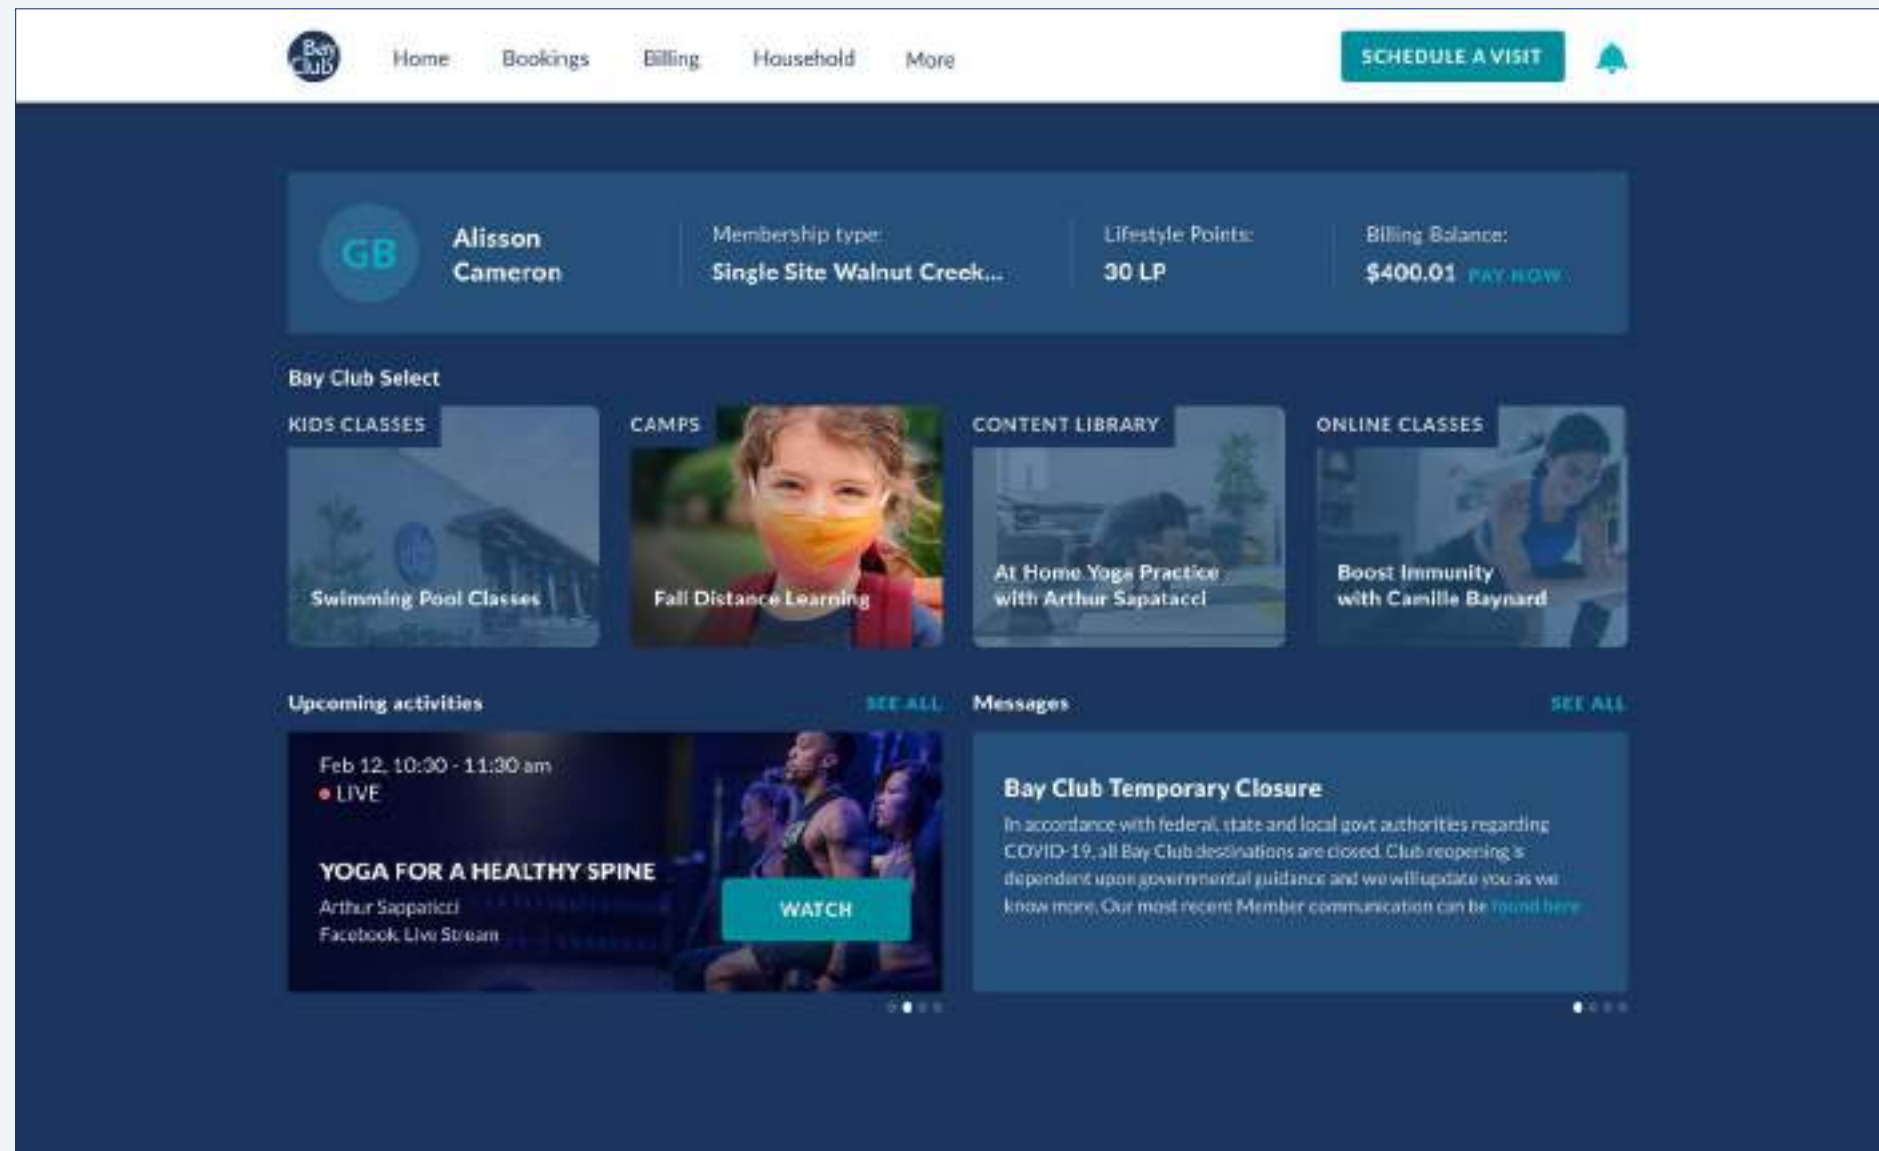 Bay Club
Home Bookings Billing Household More
SCHEDULE A VISIT
GB
Alisson
Cameron
Membership type:
Single Site Walnut Creek...
Lifestyle Points:
30 LP
Billing Balance:
$400.01 PAY NOW
Bay Club Select
KIDS CLASSES
Swimming Pool Classes
CAMPS
Fall Distance Learning
CONTENT LIBRARY
At Home Yoga Practice
with Arthur Sapatacci
ONLINE CLASSES
Boost Immunity
with Camille Baynard
Upcoming activities SEE ALL
Feb 12, 10:30 - 11:30 am
LIVE
YOGA FOR A HEALTHY SPINE
Arthur Sappaticci
Facebook, Live Stream
WATCH
Messages SEE ALL
Bay Club Temporary Closure
In accordance with federal, state and local govt authorities regarding
COVID-19, all Bay Club destinations are closed. Club reopening is
dependent upon governmental guidance and we will update you as we
know more. Our most recent Member communication can be found here